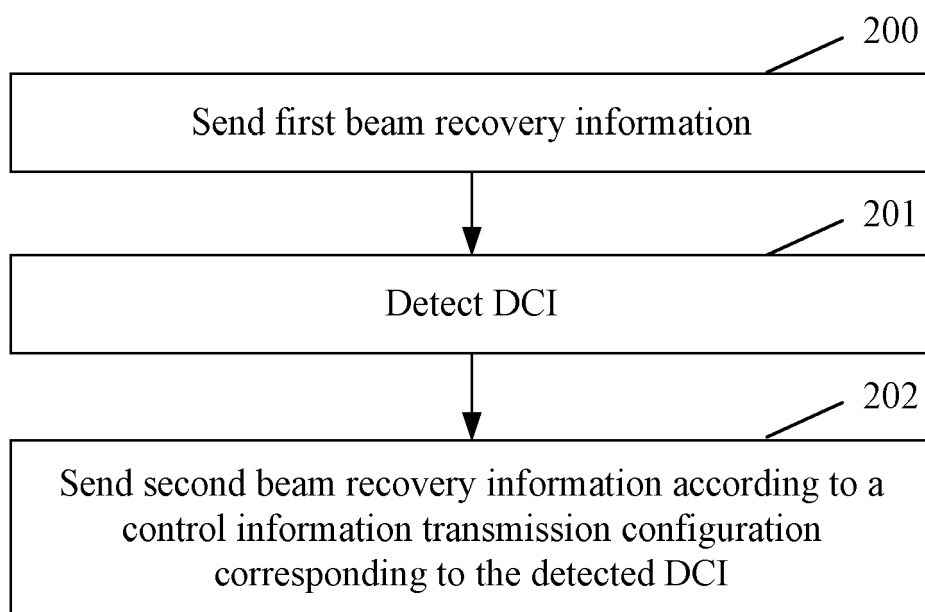 200
Send first beam recovery information
201
Detect DCI
202
Send second beam recovery information according to a
control information transmission configuration
corresponding to the detected DCI